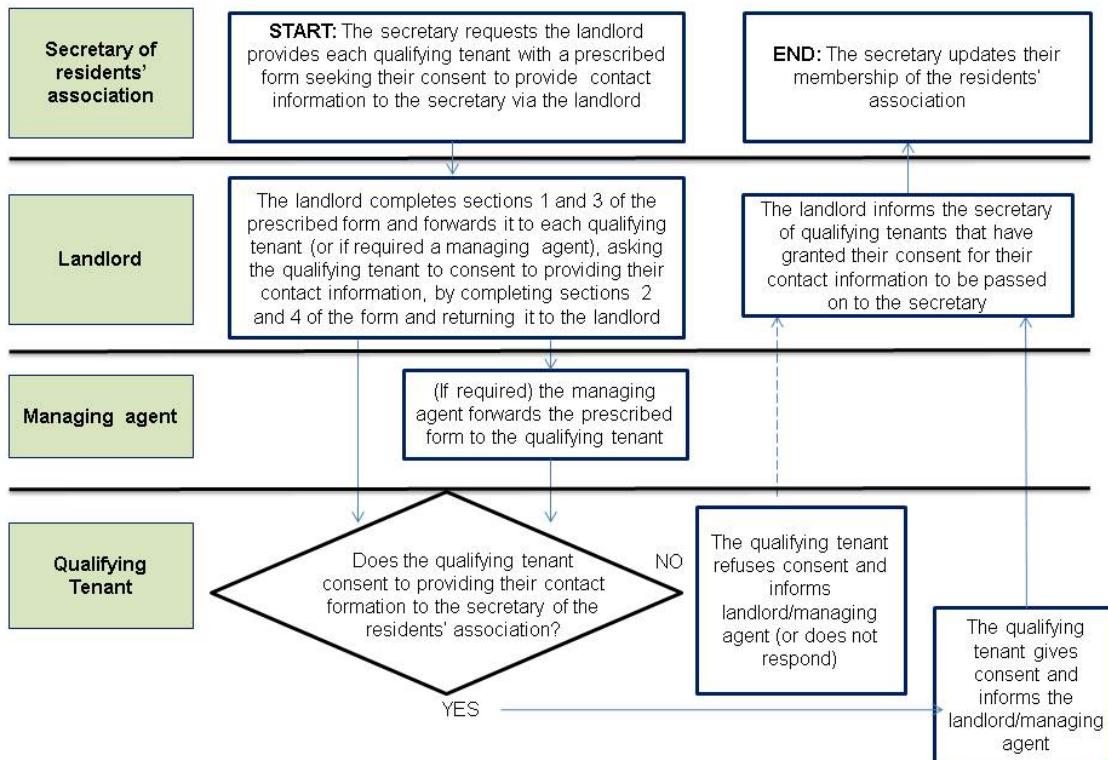 Secretary of
residents'
association
START: The secretary requests the landlord
provides each qualifying tenant with a prescribed
form seeking their consent to provide contact
information to the secretary via the landlord
END: The secretary updates their
membership of the residents'
association
Landlord
The landlord completes sections 1 and 3 of the
prescribed form and forwards it to each qualifying
tenant (or if required a managing agent), asking
the qualifying tenant to consent to providing their
contact information, by completing sections 2
and 4 of the form and returning it to the landlord
The landlord informs the secretary
of qualifying tenants that have
granted their consent for their
contact information to be passed
on to the secretary
Managing agent
(If required) the managing
agent forwards the prescribed
form to the qualifying tenant
Qualifying
Tenant
Does the qualifying tenant
consent to providing their contact
formation to the secretary of the
residents' association?
NO
The qualifying tenant
refuses consent and
informs
landlord/managing
agent (or does not
respond)
YES
The qualifying
tenant gives
consent and
informs the
landlord/managing
agent